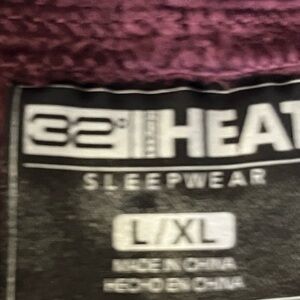 32° HEAT
SLEEPWEAR
L/XL
MADE IN CHINA
HECHO EN CHINA